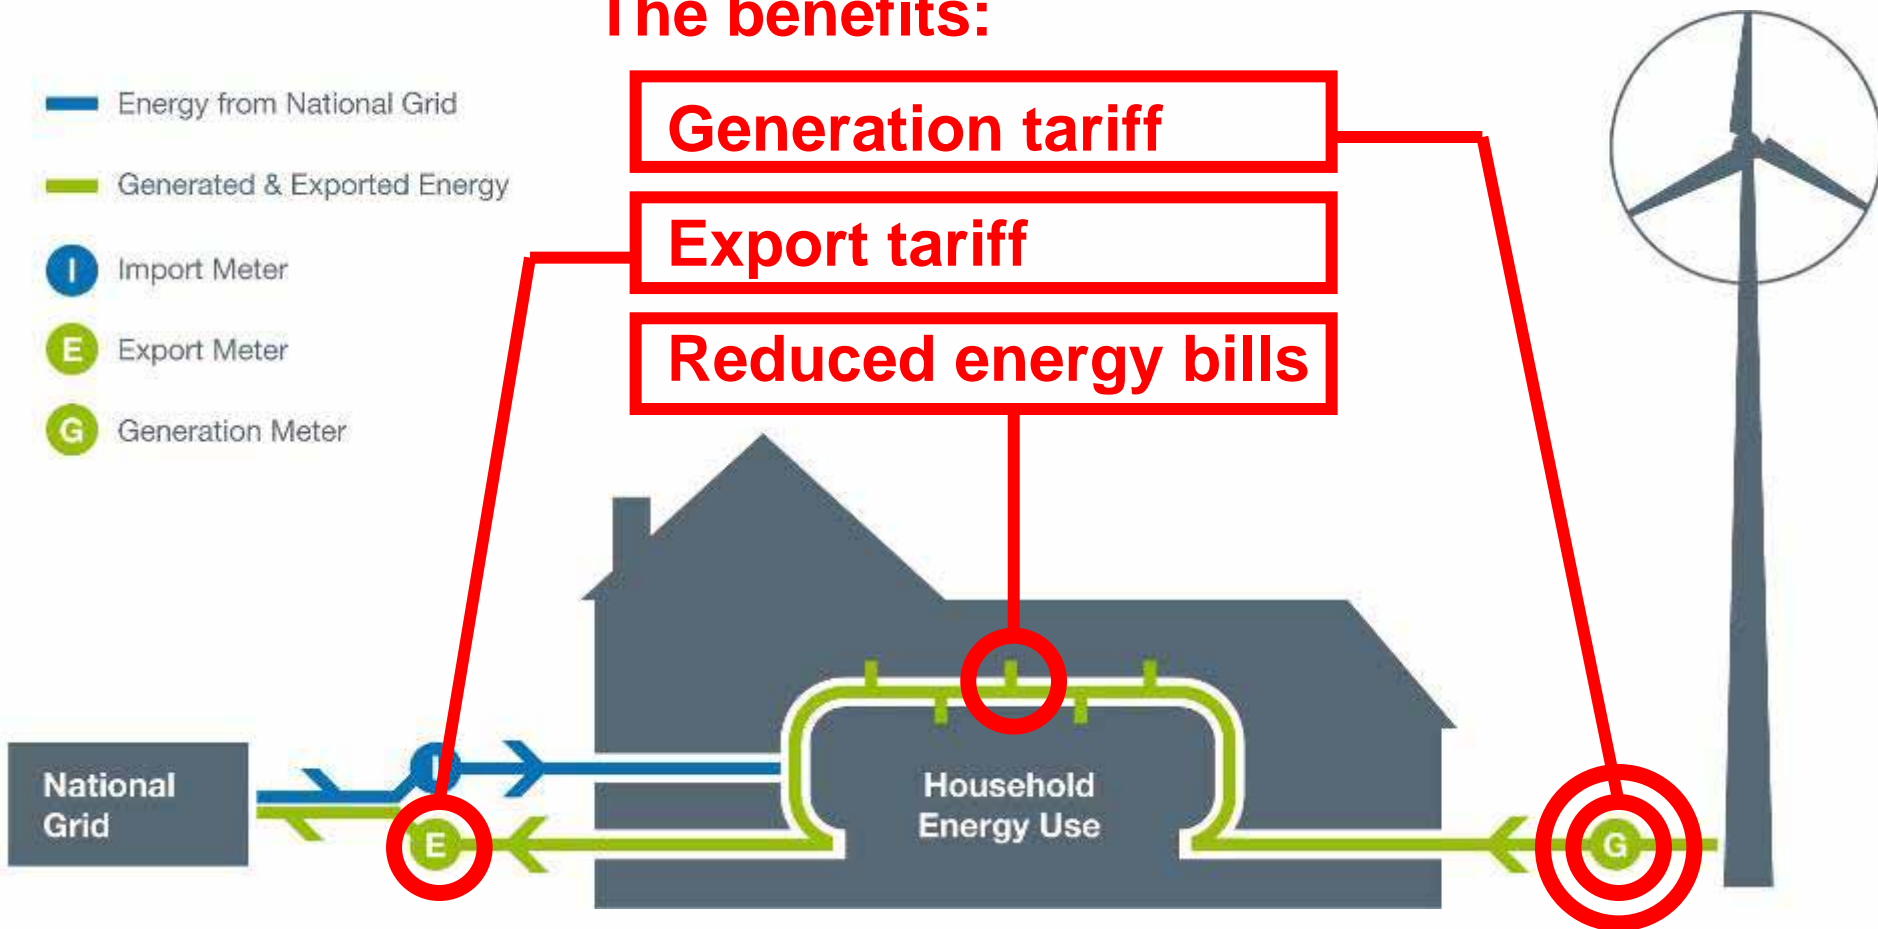 The benefits:
Energy from National Grid
Generated & Exported Energy
I Import Meter
E Export Meter
G Generation Meter
Generation tariff
Export tariff
Reduced energy bills
National
Grid
I
E
Household
Energy Use
G